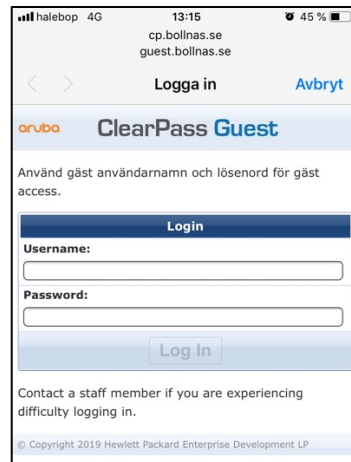 halebop 4G 13:15 45 %
cp.bollnas.se
guest.bollnas.se
Logga in Avbryt
aruba ClearPass Guest
Använd gäst användarnamn och lösenord för gäst
access.
Login
Username:
Password:
Log In
Contact a staff member if you are experiencing
difficulty logging in.
© Copyright 2019 Hewlett Packard Enterprise Development LP